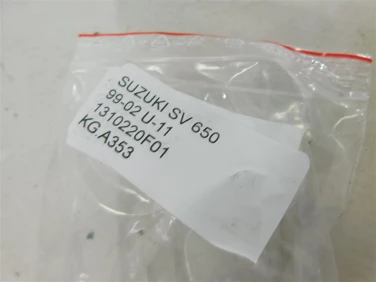 SUZUKI SV 650
99-02 U-11
1310220F01
KG.A353